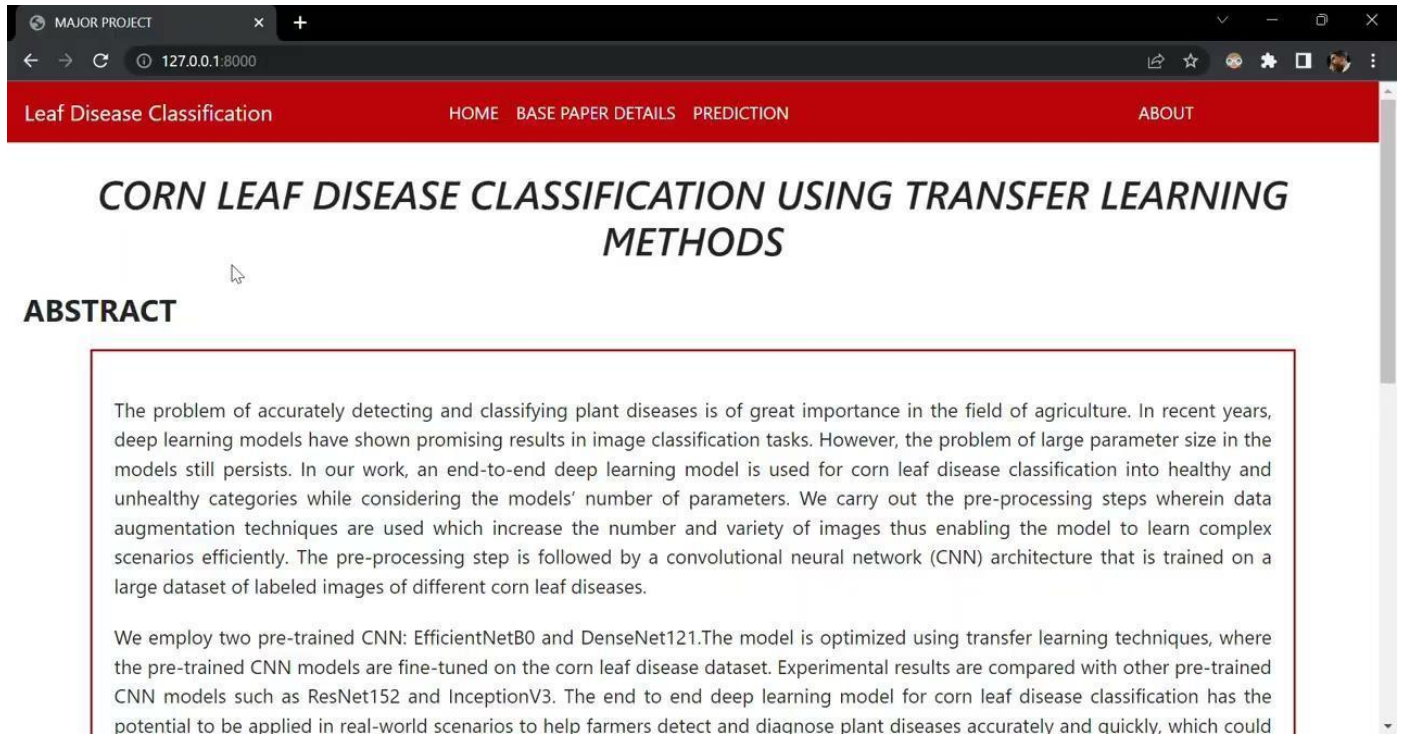 MAJOR PROJECT
127.0.0.1:8000
Leaf Disease Classification
HOME BASE PAPER DETAILS PREDICTION ABOUT
CORN LEAF DISEASE CLASSIFICATION USING TRANSFER LEARNING
METHODS
ABSTRACT
The problem of accurately detecting and classifying plant diseases is of great importance in the field of agriculture. In recent years,
deep learning models have shown promising results in image classification tasks. However, the problem of large parameter size in the
models still persists. In our work, an end-to-end deep learning model is used for corn leaf disease classification into healthy and
unhealthy categories while considering the models' number of parameters. We carry out the pre-processing steps wherein data
augmentation techniques are used which increase the number and variety of images thus enabling the model to learn complex
scenarios efficiently. The pre-processing step is followed by a convolutional neural network (CNN) architecture that is trained on a
large dataset of labeled images of different corn leaf diseases.
We employ two pre-trained CNN: EfficientNetB0 and DenseNet121.The model is optimized using transfer learning techniques, where
the pre-trained CNN models are fine-tuned on the corn leaf disease dataset. Experimental results are compared with other pre-trained
CNN models such as ResNet152 and InceptionV3. The end to end deep learning model for corn leaf disease classification has the
potential to be applied in real-world scenarios to help farmers detect and diagnose plant diseases accurately and quickly, which could